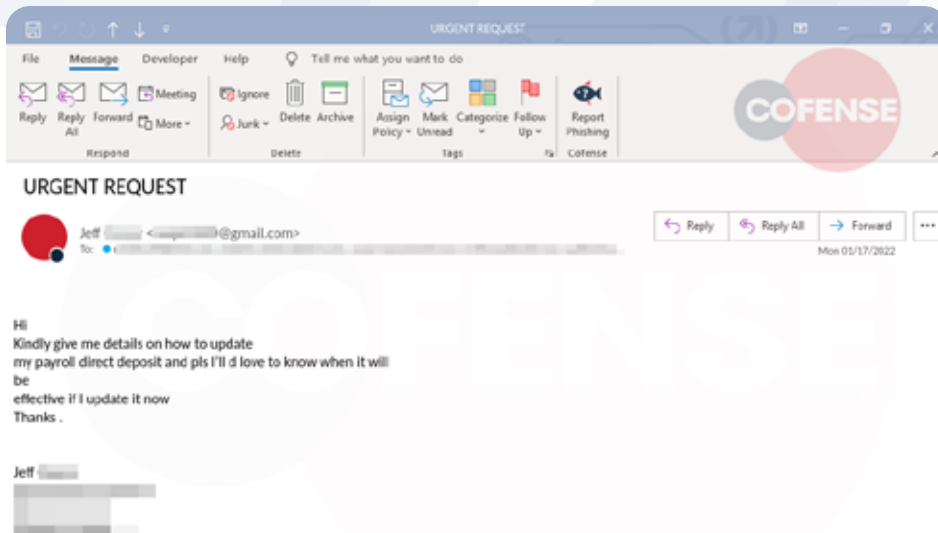 URGENT REQUEST
File Message Developer Help Tell me what you want to do
Reply Reply All Forward Meeting More Ignore Junk Delete Archive Assign Policy Mark Unread Categorize Follow Up Report Phishing
Respond Delete Tags Cofense
COFENSE
URGENT REQUEST
Jeff < @gmail.com>
Reply Reply All Forward ...
To:
Mon 01/17/2022
COFENSE
Hi
Kindly give me details on how to update
my payroll direct deposit and pls I'll d love to know when it will
be
effective if I update it now
Thanks .
Jeff